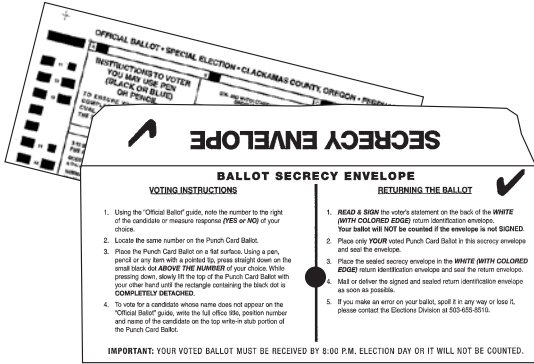 OFFICIAL BALLOT • SPECIAL ELECTION • CLACKAMAS COUNTY, OREGON •
INSTRUCTIONS TO VOTER
YOU MAY USE PEN
(BLACK OR BLUE)
OR PENCIL
SECRECY ENVELOPE
BALLOT SECRECY ENVELOPE
VOTING INSTRUCTIONS
1. Using the "Official Ballot" guide, note the number to the right
of the candidate or measure response (YES or NO) of your
choice.
2. Locate the same number on the Punch Card Ballot.
3. Place the Punch Card Ballot on a flat surface. Using a pen,
pencil or any item with a pointed tip, press straight down on the
small black dot ABOVE THE NUMBER of your choice. While
pressing down, slowly lift the top of the Punch Card Ballot with
your other hand until the rectangle containing the black dot is
COMPLETELY DETACHED.
4. To vote for a candidate whose name does not appear on the
"Official Ballot" guide, write the full office title, position number
and name of the candidate on the top write-in stub portion of
the Punch Card Ballot.
RETURNING THE BALLOT
1. READ & SIGN the voter's statement on the back of the WHITE
(WITH COLORED EDGE) return identification envelope.
Your ballot will NOT be counted if the envelope is not SIGNED.
2. Place only YOUR voted Punch Card Ballot in this secrecy envelope
and seal the envelope.
3. Place the sealed secrecy envelope in the WHITE (WITH COLORED
EDGE) return identification envelope and seal the return envelope.
4. Mail or deliver the signed and sealed return identification envelope
as soon as possible.
5. If you make an error on your ballot, spoil it in any way or lose it,
please contact the Elections Division at 503-655-8510.
IMPORTANT: YOUR VOTED BALLOT MUST BE RECEIVED BY 8:00 P.M. ELECTION DAY OR IT WILL NOT BE COUNTED.